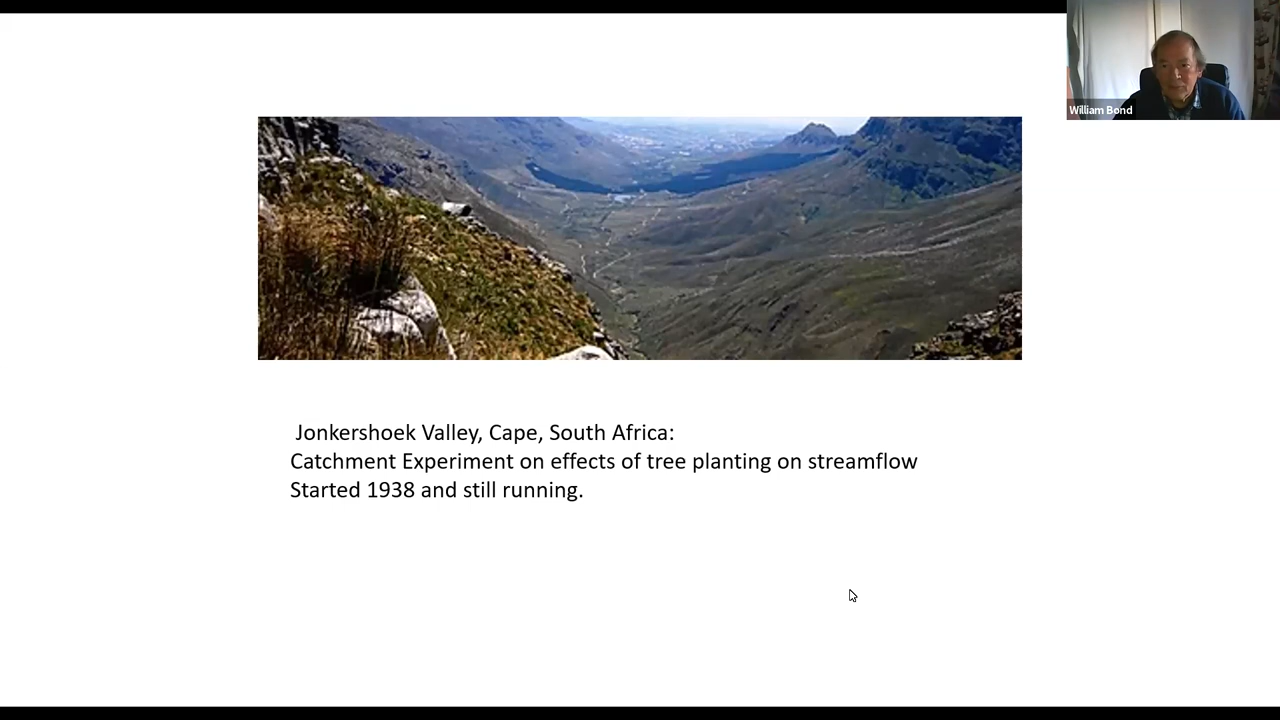 William Bond
Jonkershoek Valley, Cape, South Africa:
Catchment Experiment on effects of tree planting on streamflow
Started 1938 and still running.